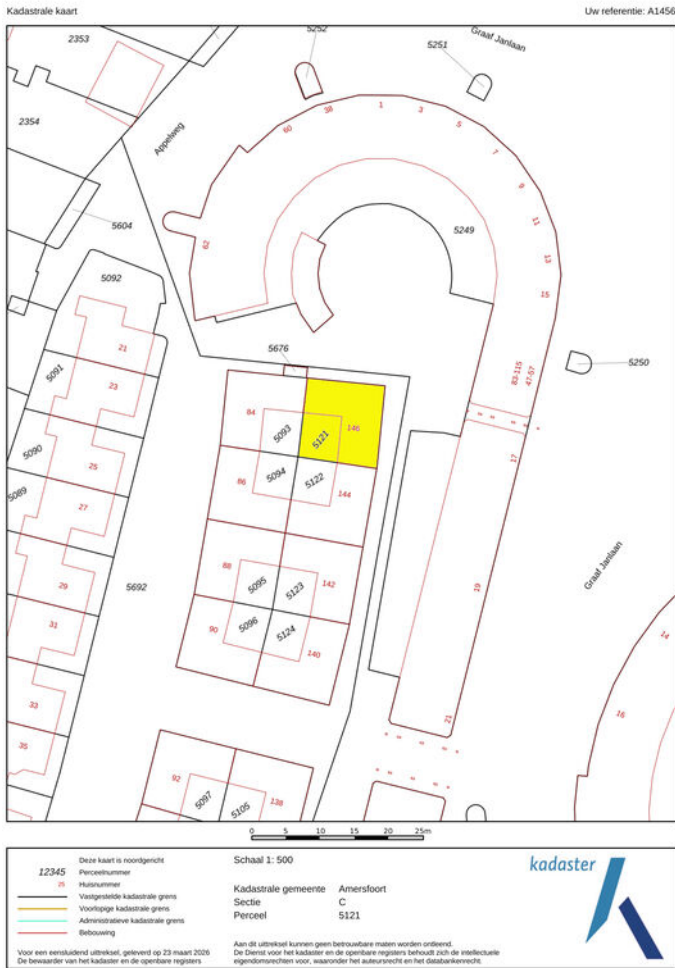 Kadastrale kaart
Uw referentie: A1456
2353
5252
Graaf Janlaan
5251
2354
Appelweg
60
38
1
3
5
7
9
11
13
15
5604
62
5249
5092
5676
5250
21
83-115
47-57
5091
23
84
5093
5121
146
17
5090
25
86
5094
5122
144
5089
27
Graaf Janlaan
5692
88
5095
5123
142
29
19
31
90
5096
5124
140
14
16
33
21
35
92
5097
5105
138
0 5 10 15 20 25m
Deze kaart is noordgericht
12345 Perceelnummer
25 Huisnummer
Vastgestelde kadastrale grens
Voorlopige kadastrale grens
Administratieve kadastrale grens
Bebouwing
Voor een eensluidend uittreksel, geleverd op 23 maart 2026
De bewaarder van het kadaster en de openbare registers
Schaal 1: 500
Kadastrale gemeente Amersfoort
Sectie C
Perceel 5121
Aan dit uittreksel kunnen geen betrouwbare maten worden ontleend.
De Dienst voor het kadaster en de openbare registers behoudt zich de intellectuele
eigendomsrechten voor, waaronder het auteursrecht en het databankenrecht.
kadaster